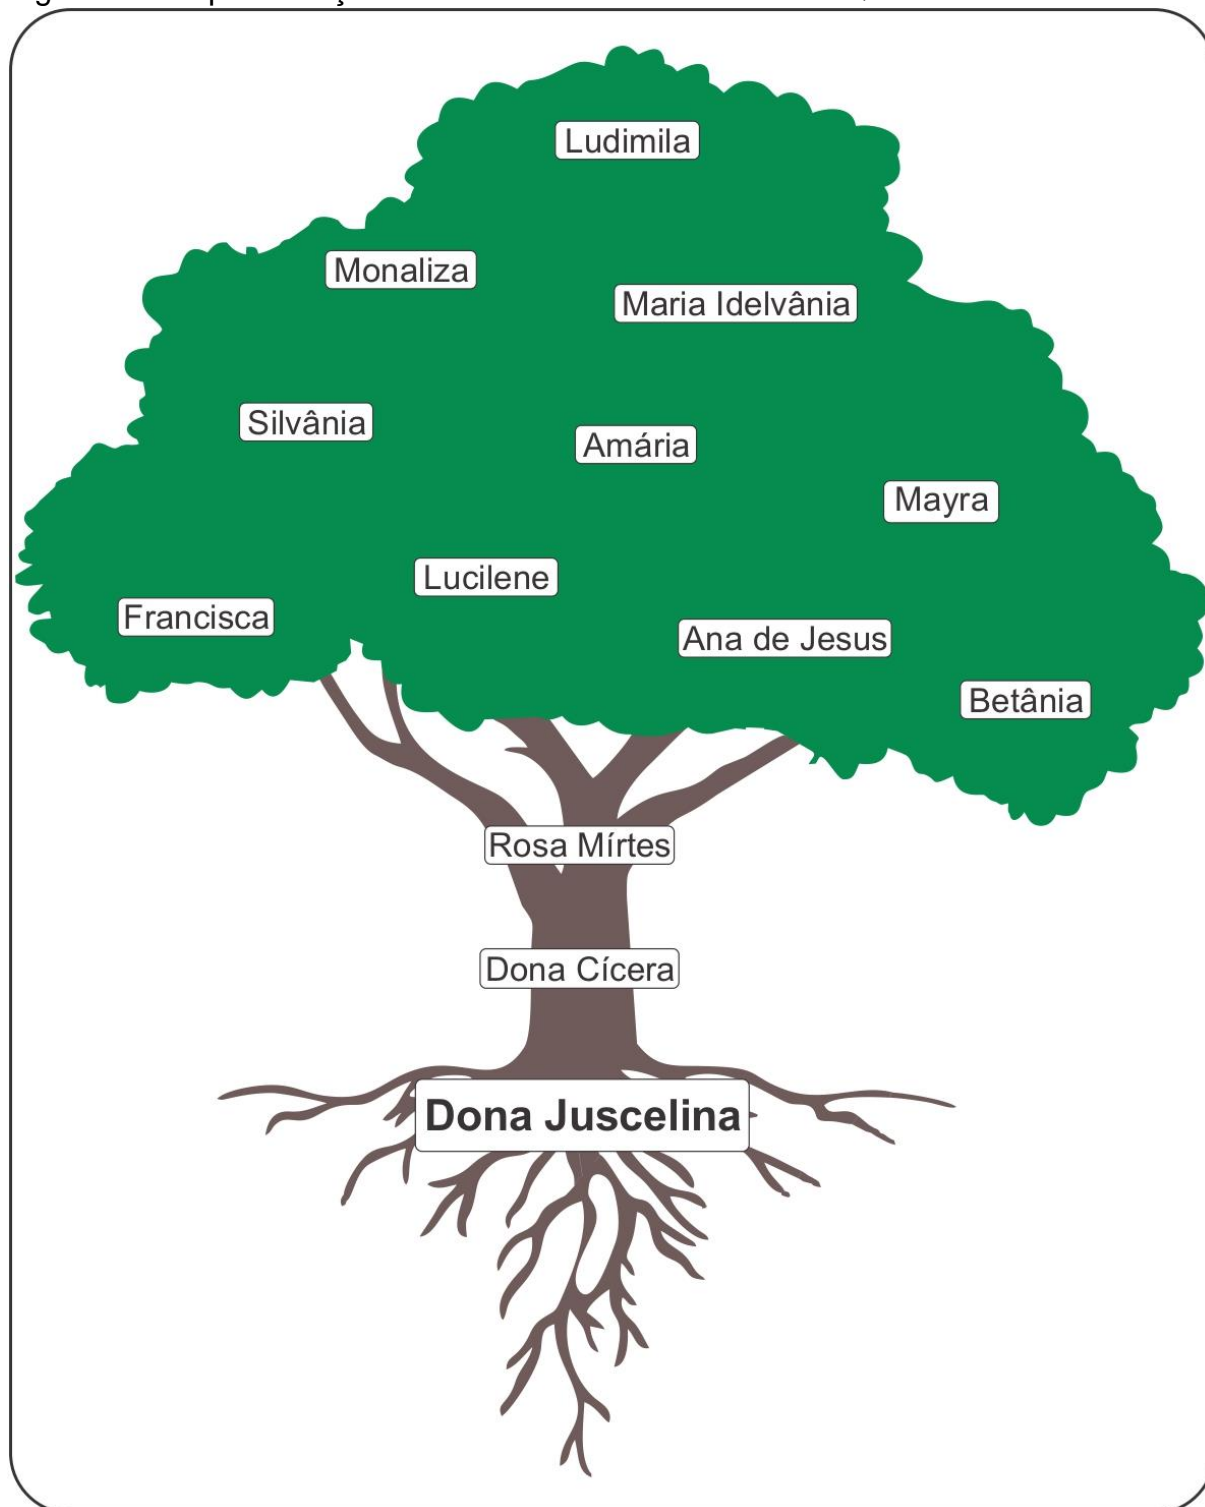 Ludimila
Monaliza
Maria Idelvânia
Silvânia
Amária
Mayra
Lucilene
Francisca
Ana de Jesus
Betânia
Rosa Mírtes
Dona Cícera
Dona Juscelina